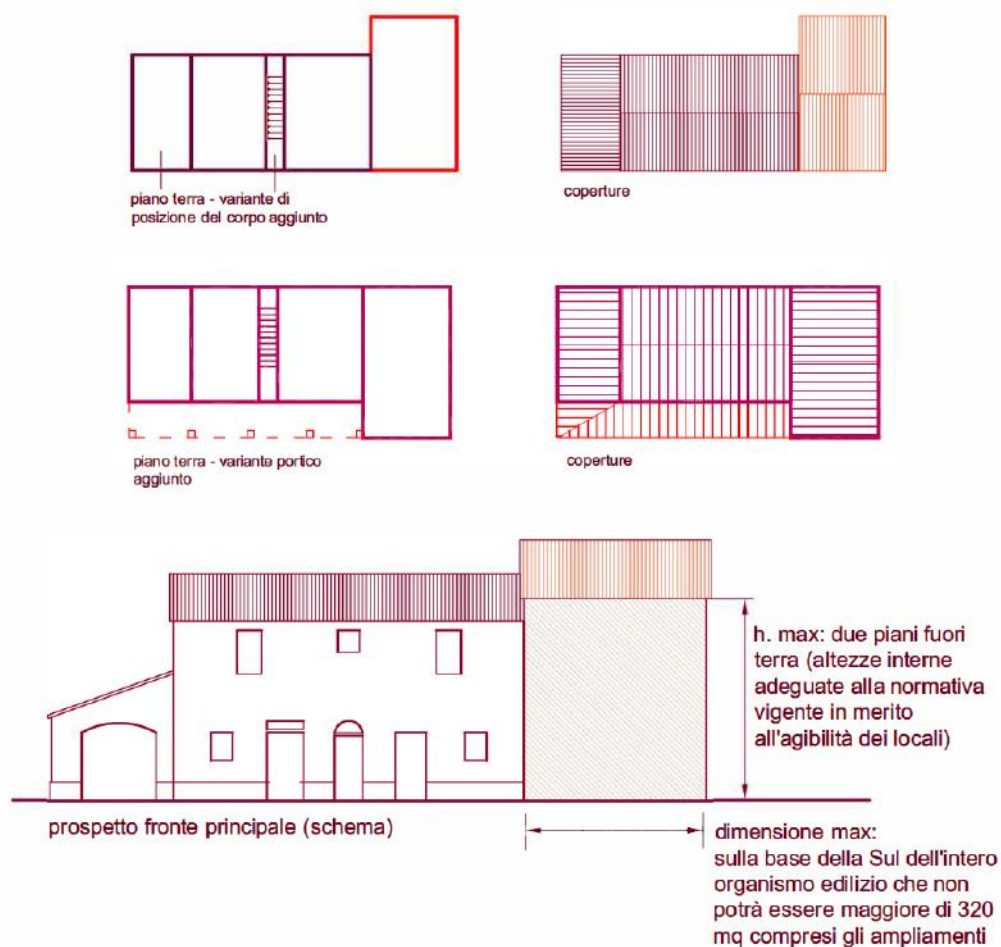 piano terra - variante di
posizione del corpo aggiunto
coperture
piano terra - variante portico
aggiunto
coperture
h. max: due piani fuori
terra (altezze interne
adeguate alla normativa
vigente in merito
all'agibilità dei locali)
prospetto fronte principale (schema)
dimensione max:
sulla base della Sul dell'intero
organismo edilizio che non
potrà essere maggiore di 320
mq compresi gli ampliamenti